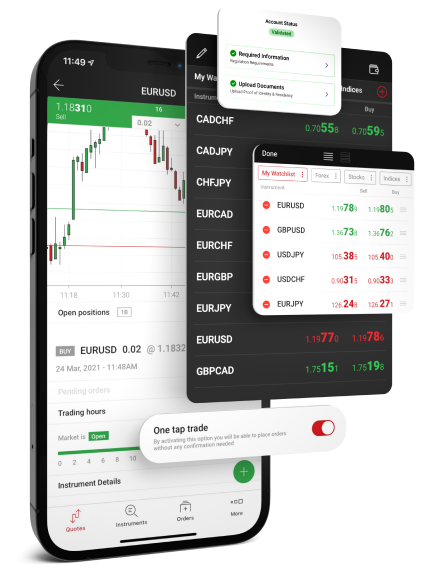 Account Status
Validated
Required Information
Regulation Requirements
Upload Documents
Upload Proof of Identity & Residency
11:49
EURUSD
1.18310
Sell
16
0.02
11:18
11:30
11:42
Open positions
18
BUY EURUSD 0.02 @ 1.1832
24 Mar, 2021 - 11:48AM
Pending orders
Trading hours
Market is Open
0 2 4 6 8 10
Instrument Details
Quotes
Instruments
Orders
More
My Wa
Indices
Instrum
Buy
CADCHF 0.70558 0.70595
CADJPY
CHFJPY
EURCAD
EURCHF
EURGBP
EURJPY
EURUSD 1.19770 1.19786
GBPCAD 1.75151 1.75198
Done
My Watchlist
Forex
Stocks
Indices
Instrument
Sell
Buy
EURUSD 1.19789 1.19805
GBPUSD 1.36738 1.36762
USDJPY 105.385 105.400
USDCHF 0.90315 0.90333
EURJPY 126.248 126.271
One tap trade
By activating this option you will be able to place orders
without any confirmation needed